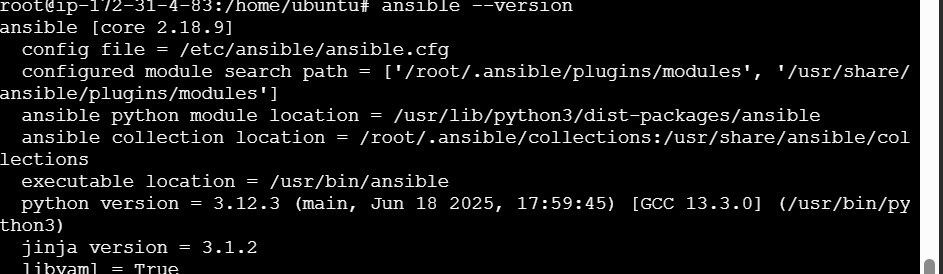 root@ip-172-31-4-83:/home/ubuntu# ansible --version
ansible [core 2.18.9]
  config file = /etc/ansible/ansible.cfg
  configured module search path = ['/root/.ansible/plugins/modules', '/usr/share/
ansible/plugins/modules']
  ansible python module location = /usr/lib/python3/dist-packages/ansible
  ansible collection location = /root/.ansible/collections:/usr/share/ansible/col
lections
  executable location = /usr/bin/ansible
  python version = 3.12.3 (main, Jun 18 2025, 17:59:45) [GCC 13.3.0] (/usr/bin/py
thon3)
  jinja version = 3.1.2
  libyaml = True